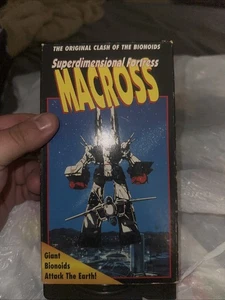 THE ORIGINAL CLASH OF THE BIONOIDS
Superdimensional Fortress
MACROSS
Giant
Bionoids
Attack The Earth!